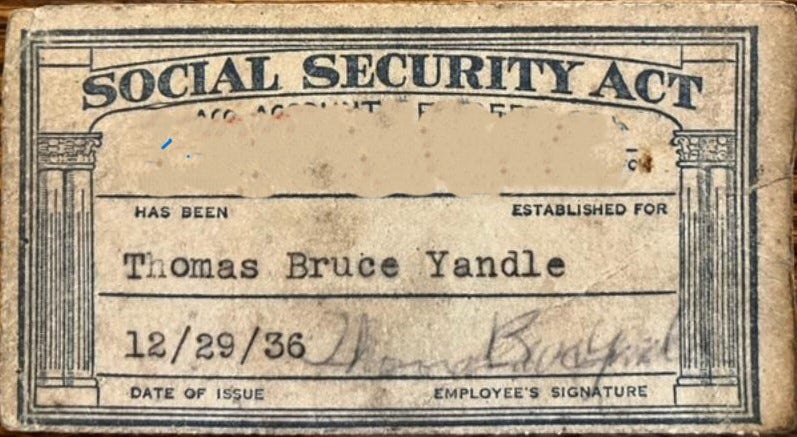 SOCIAL SECURITY ACT
HAS BEEN ESTABLISHED FOR
Thomas Bruce Yandle
12/29/36
DATE OF ISSUE EMPLOYEE'S SIGNATURE